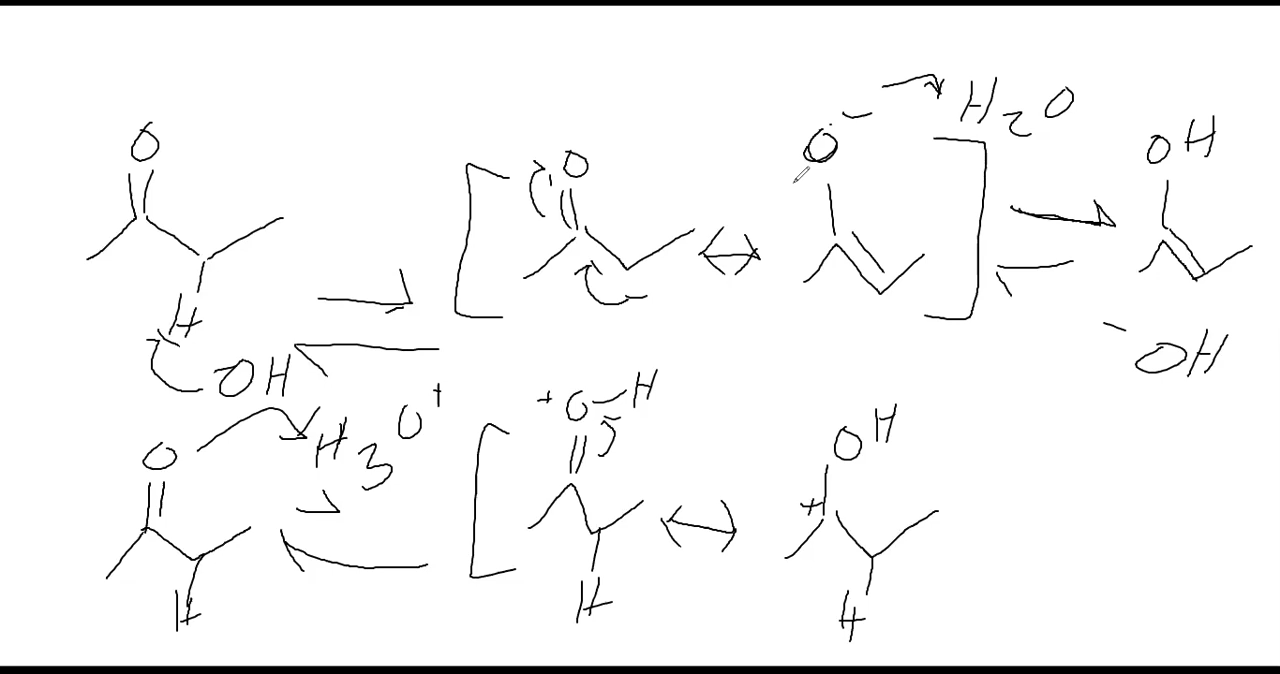 O O O⁻ H₂O OH
H
OH ⁻OH
O H₃O⁺ ⁺O-H OH
+
H H H